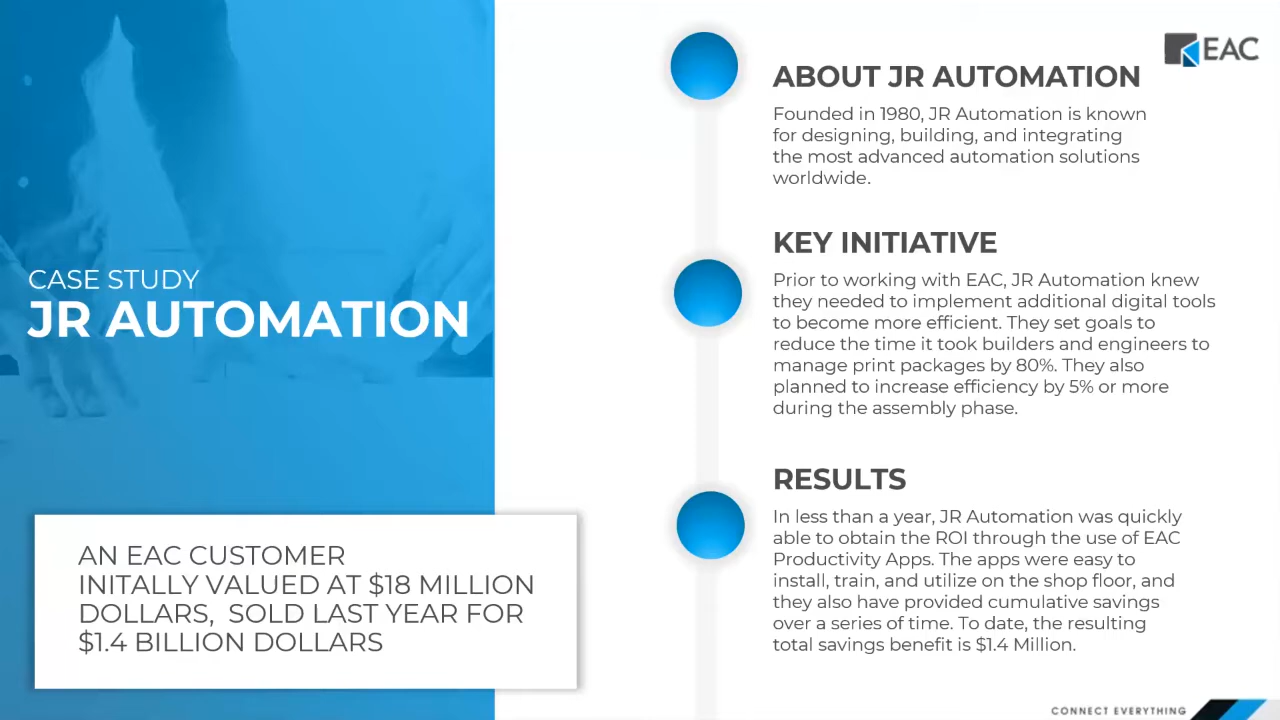 CASE STUDY
JR AUTOMATION
AN EAC CUSTOMER
INITALLY VALUED AT $18 MILLION
DOLLARS,  SOLD LAST YEAR FOR
$1.4 BILLION DOLLARS
EAC
ABOUT JR AUTOMATION
Founded in 1980, JR Automation is known
for designing, building, and integrating
the most advanced automation solutions
worldwide.
KEY INITIATIVE
Prior to working with EAC, JR Automation knew
they needed to implement additional digital tools
to become more efficient. They set goals to
reduce the time it took builders and engineers to
manage print packages by 80%. They also
planned to increase efficiency by 5% or more
during the assembly phase.
RESULTS
In less than a year, JR Automation was quickly
able to obtain the ROI through the use of EAC
Productivity Apps. The apps were easy to
install, train, and utilize on the shop floor, and
they also have provided cumulative savings
over a series of time. To date, the resulting
total savings benefit is $1.4 Million.
CONNECT EVERYTHING